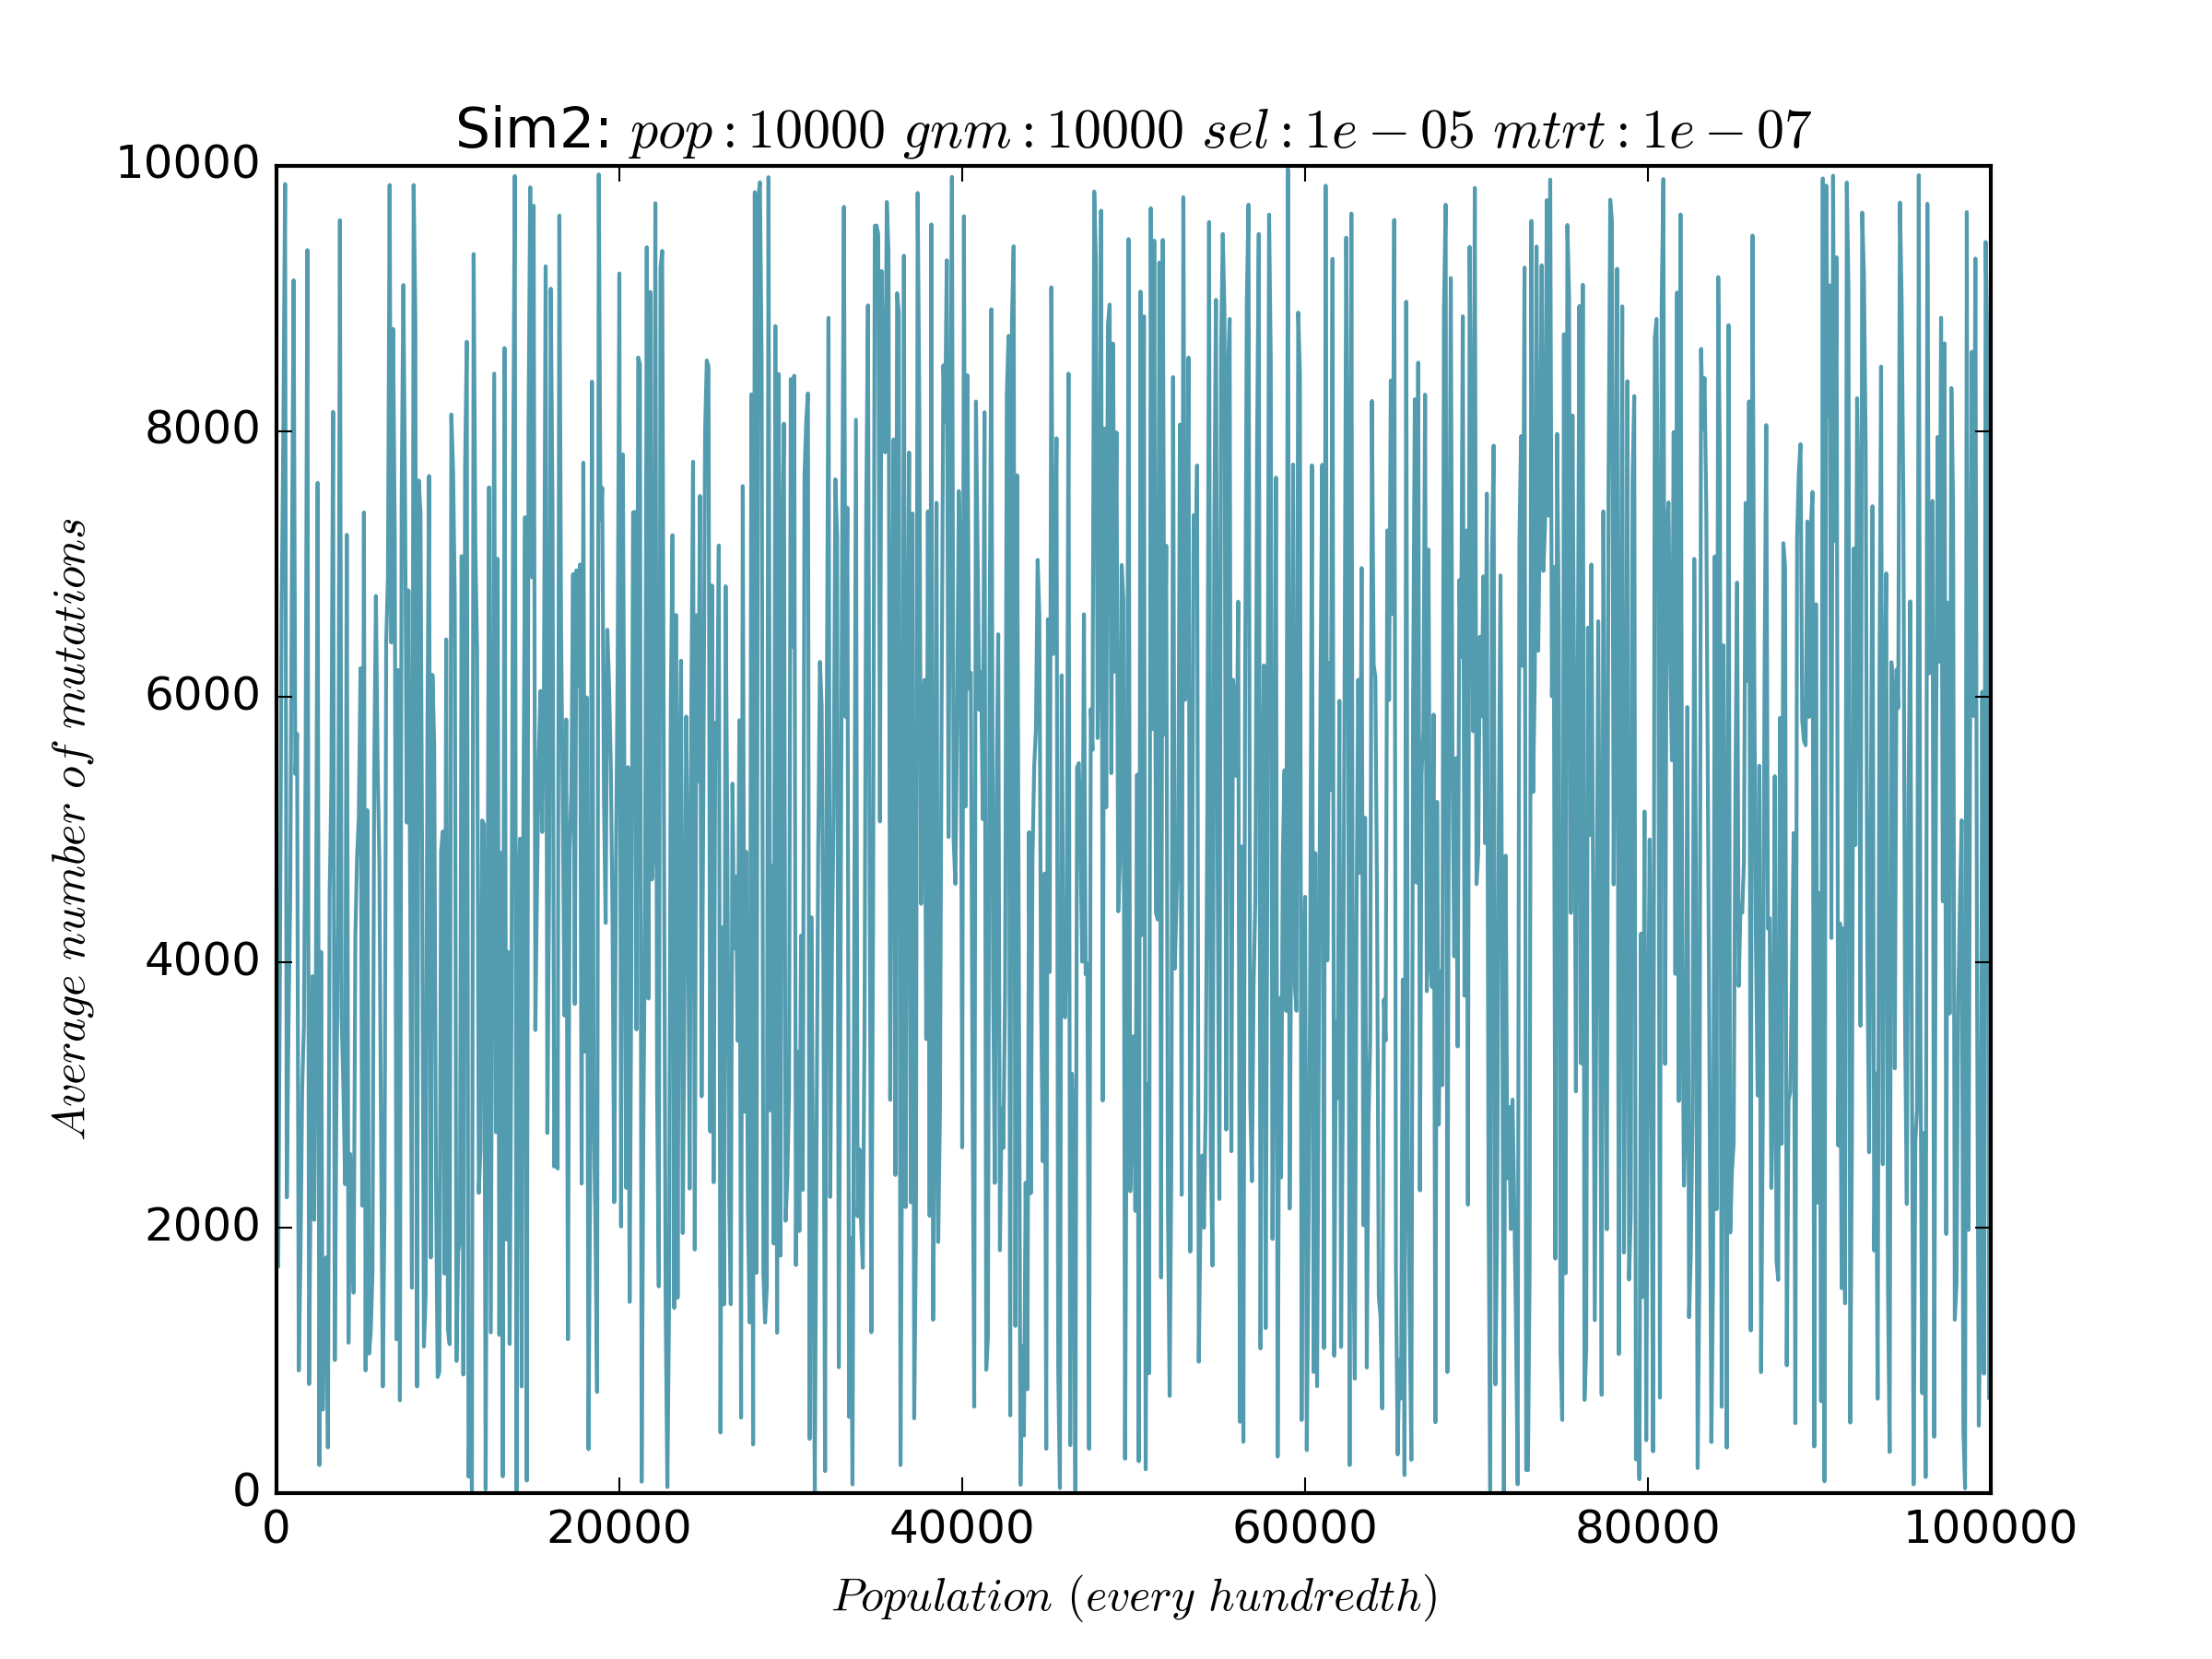 Sim2: pop : 10000 gnm : 10000 sel : 1e − 05 mtrt : 1e − 07
10000
8000
6000
4000
2000
0
Average number of mutations
0 20000 40000 60000 80000 100000
Population (every hundredth)